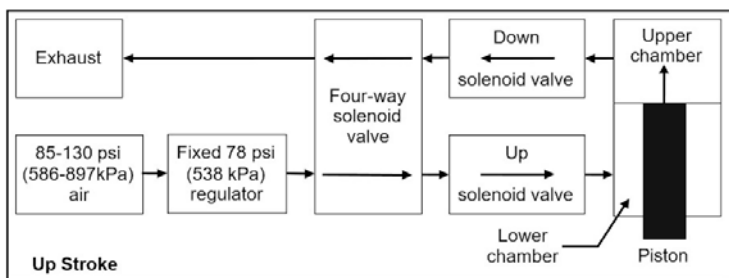 Exhaust
Four-way
solenoid
valve
Down
solenoid valve
Upper
chamber
85-130 psi
(586-897kPa)
air
Fixed 78 psi
(538 kPa)
regulator
Up
solenoid valve
Lower
chamber
Piston
Up Stroke